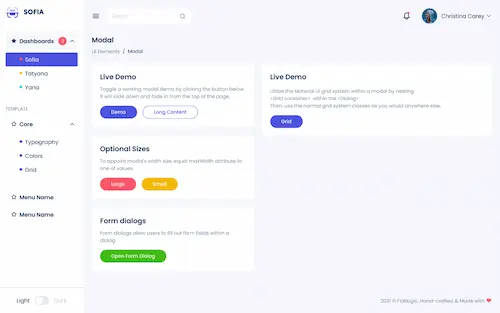 SOFIA
Search
Christina Carey
Dashboards
Sofia
Tatyana
Yana
TEMPLATE
Core
Typography
Colors
Grid
Menu Name
Menu Name
Light
Dark
Modal
UI Elements / Modal
Live Demo
Toggle a working modal demo by clicking the button below.
It will slide down and fade in from the top of the page.
Demo
Long Content
Optional Sizes
To appoint modal's width size equat maxWidth attribute to
one of values.
Large
Small
Form dialogs
Form dialogs allow users to fill out form fields within a
dialog.
Open Form Dialog
Live Demo
Utilize the Material UI grid system within a modal by nesting
<Grid container> within the <Dialog>
Then, use the normal grid system classes as you would anywhere else.
Grid
2021 © Flatlogic, Hand-crafted & Made with